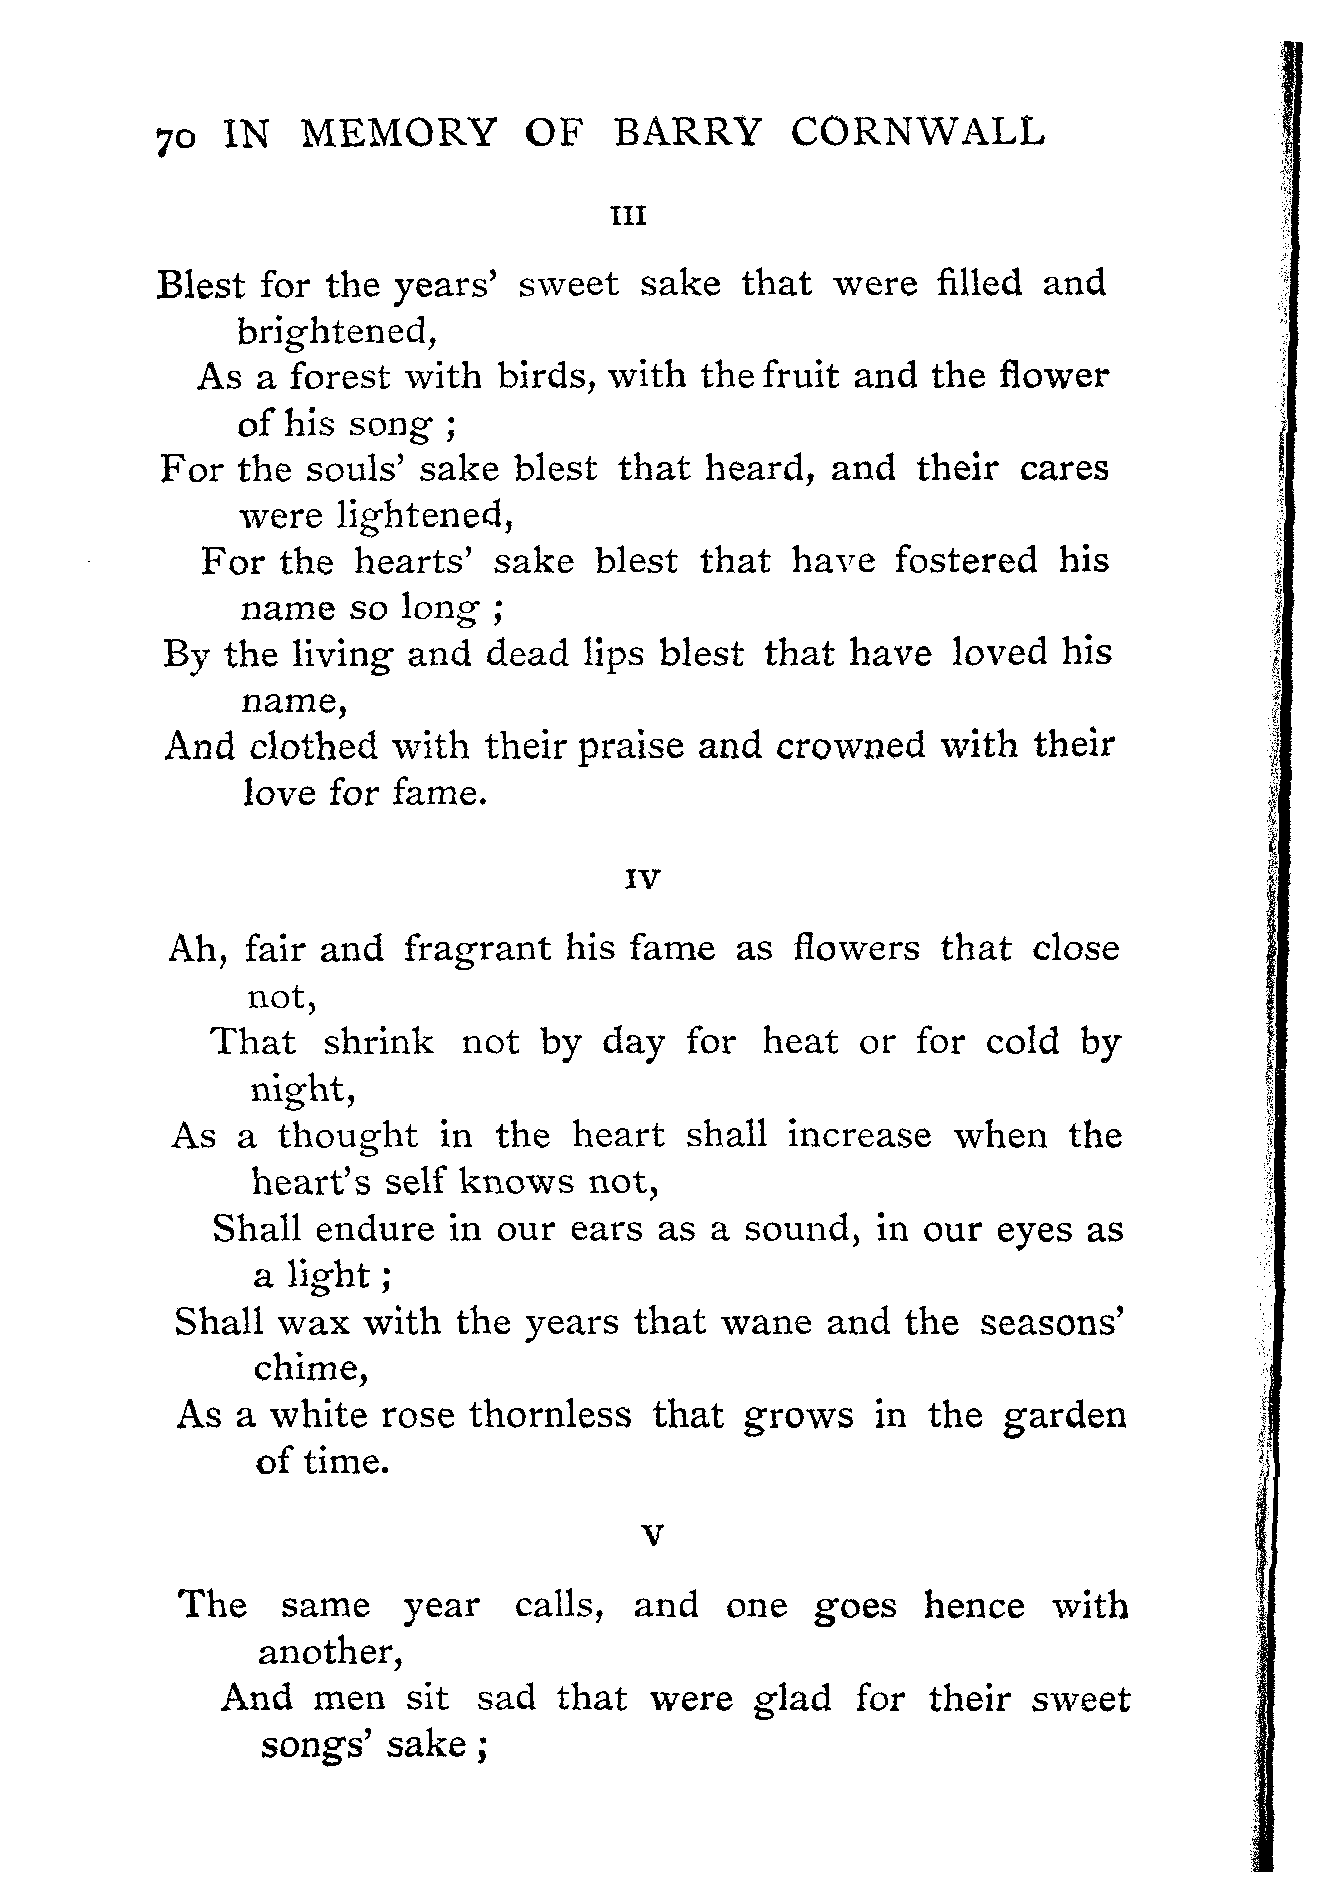 70 IN MEMORY OF BARRY CORNWALL
III
Blest for the years’ sweet sake that were filled and
brightened,
As a forest with birds, with the fruit and the flower
of his song ;
For the souls’ sake blest that heard, and their cares
were lightened,
For the hearts’ sake blest that have fostered his
name so long ;
By the living and dead lips blest that have loved his
name,
And clothed with their praise and crowned with their
love for fame.
IV
Ah, fair and fragrant his fame as flowers that close
not,
That shrink not by day for heat or for cold by
night,
As a thought in the heart shall increase when the
heart’s self knows not,
Shall endure in our ears as a sound, in our eyes as
a light ;
Shall wax with the years that wane and the seasons’
chime,
As a white rose thornless that grows in the garden
of time.
V
The same year calls, and one goes hence with
another,
And men sit sad that were glad for their sweet
songs’ sake ;